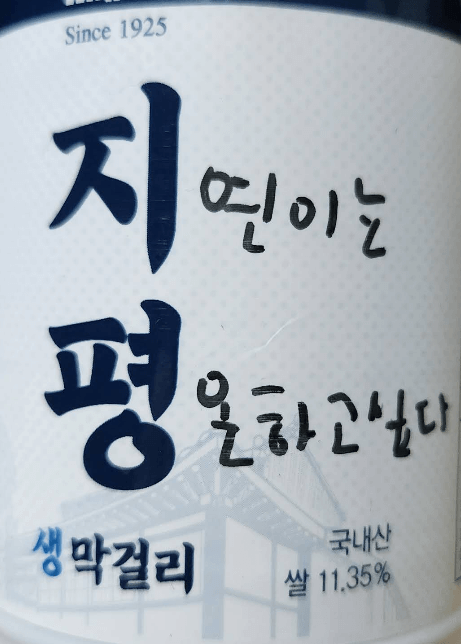 Since 1925
지연이는
평온하고싶다
생막걸리
국내산
쌀 11.35%